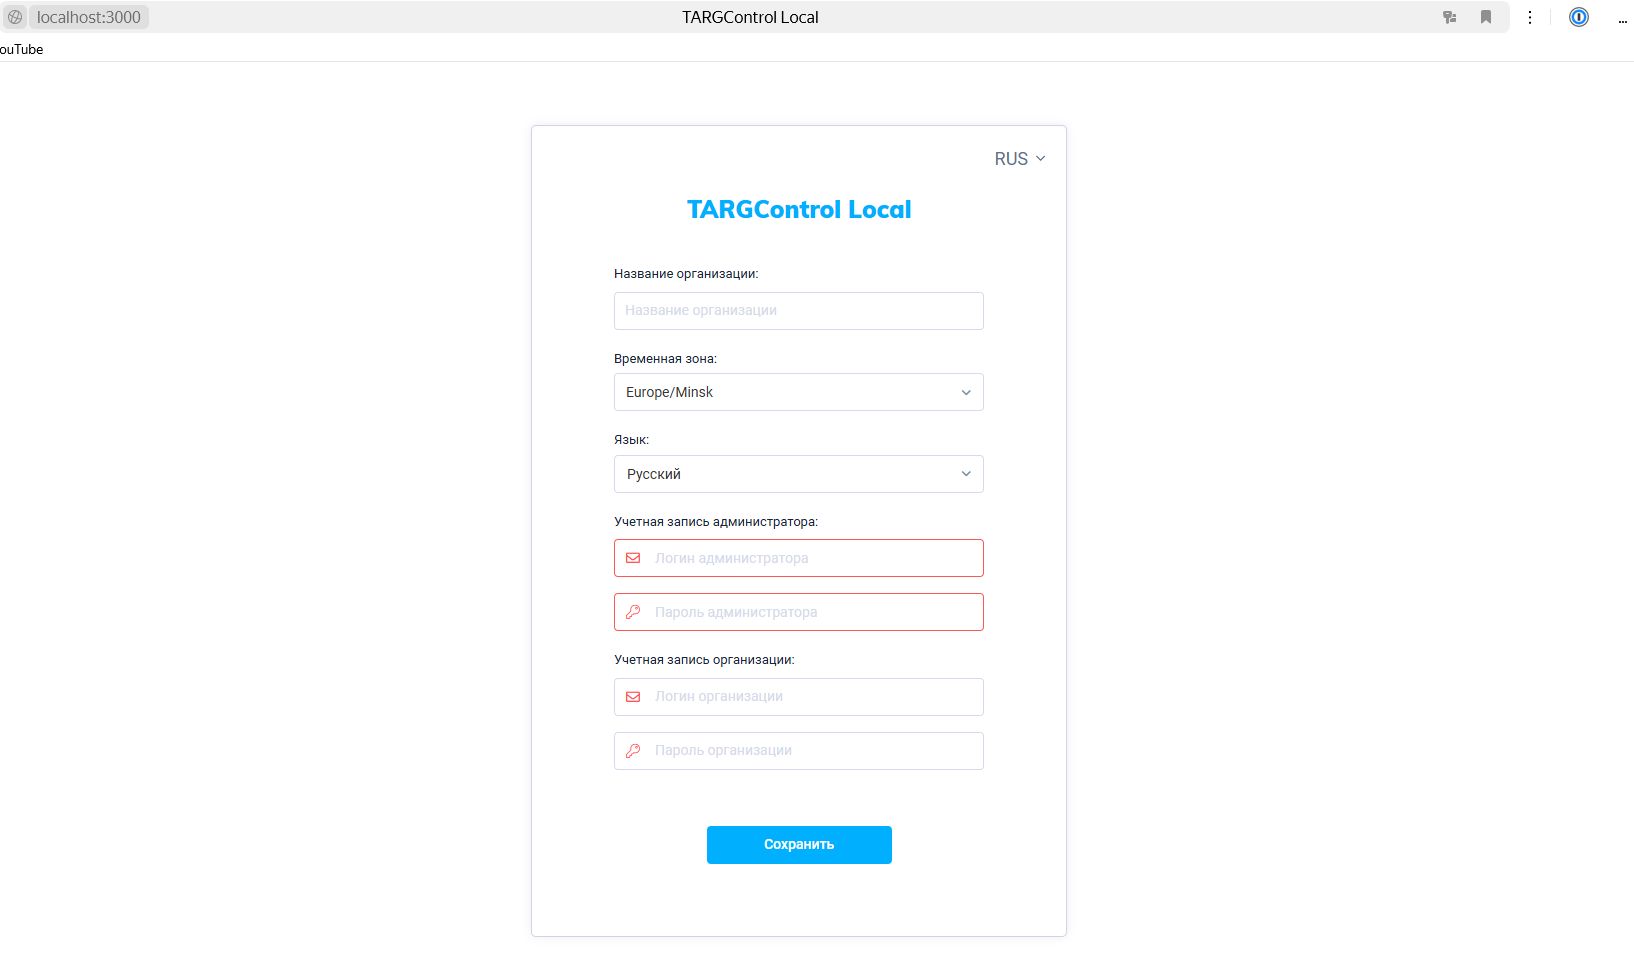 localhost:3000
TARGControl Local
...
ouTube
RUS
TARGControl Local
Название организации:
Название организации
Временная зона:
Europe/Minsk
Язык:
Русский
Учетная запись администратора:
Логин администратора
Пароль администратора
Учетная запись организации:
Логин организации
Пароль организации
Сохранить